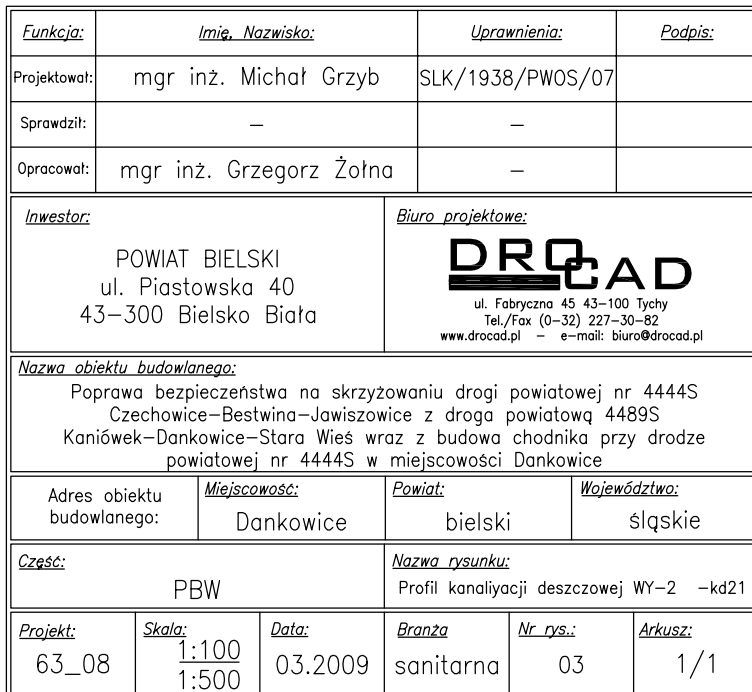 Funkcja: Imię, Nazwisko: Uprawnienia: Podpis:
Projektował: mgr inż. Michał Grzyb SLK/1938/PWOS/07
Sprawdził: – –
Opracował: mgr inż. Grzegorz Żołna –
Inwestor:
POWIAT BIELSKI
ul. Piastowska 40
43–300 Bielsko Biała
Biuro projektowe:
DROCAD
ul. Fabryczna 45 43–100 Tychy
Tel./Fax (0–32) 227–30–82
www.drocad.pl – e–mail: biuro@drocad.pl
Nazwa obiektu budowlanego:
Poprawa bezpieczeństwa na skrzyżowaniu drogi powiatowej nr 4444S
Czechowice–Bestwina–Jawiszowice z droga powiatową 4489S
Kaniówek–Dankowice–Stara Wieś wraz z budowa chodnika przy drodze
powiatowej nr 4444S w miejscowości Dankowice
Adres obiektu
budowlanego:
Miejscowość:
Dankowice
Powiat:
bielski
Województwo:
śląskie
Część:
PBW
Nazwa rysunku:
Profil kanaliyacji deszczowej WY–2 –kd21
Projekt:
63_08
Skala:
1:100
1:500
Data:
03.2009
Branża
sanitarna
Nr rys.:
03
Arkusz:
1/1